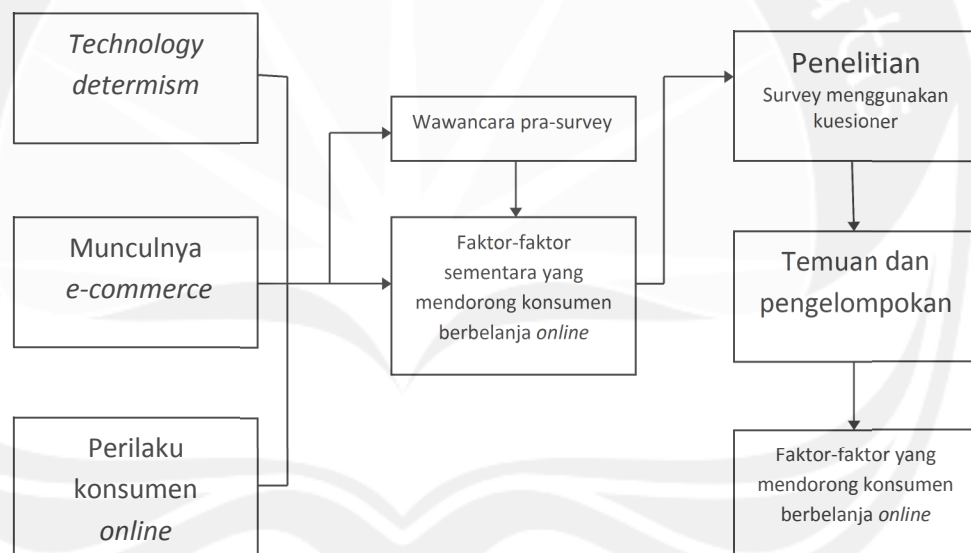 Technology
determism
Munculnya
e-commerce
Perilaku
konsumen
online
Wawancara pra-survey
Faktor-faktor
sementara yang
mendorong konsumen
berbelanja online
Penelitian
Survey menggunakan
kuesioner
Temuan dan
pengelompokan
Faktor-faktor yang
mendorong konsumen
berbelanja online